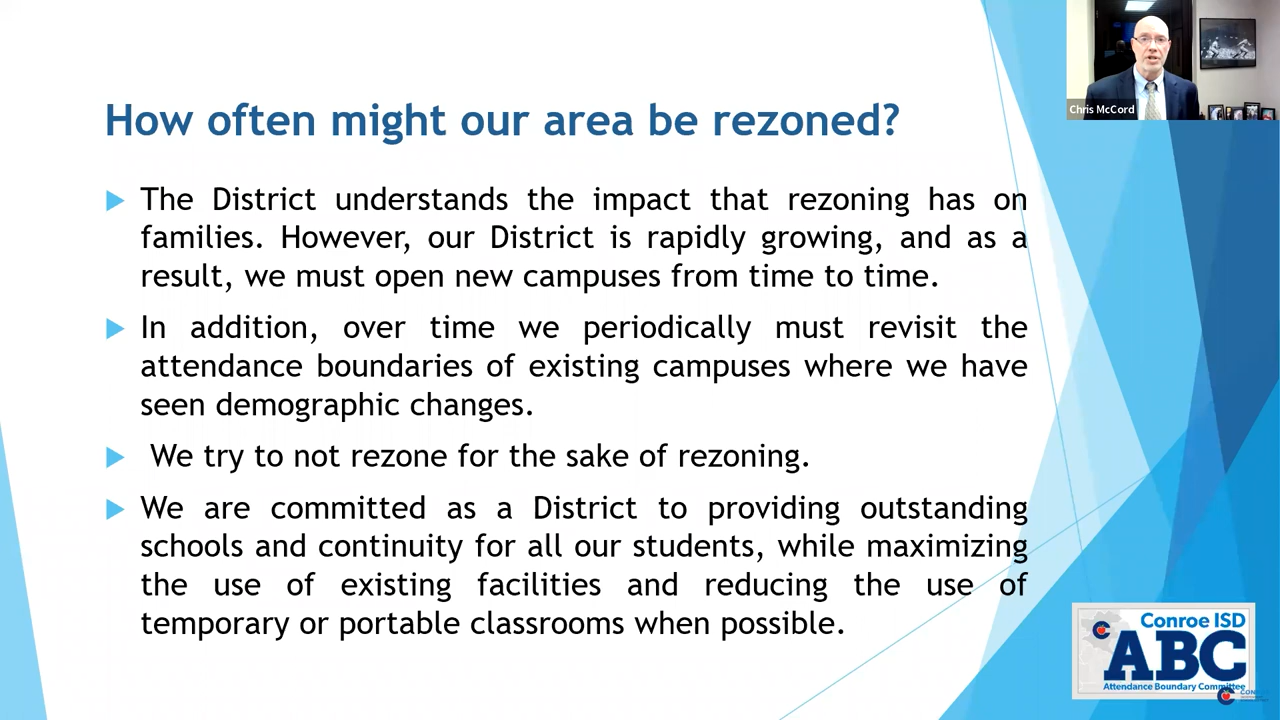 Chris McCord
How often might our area be rezoned?
The District understands the impact that rezoning has on
families. However, our District is rapidly growing, and as a
result, we must open new campuses from time to time.
In addition, over time we periodically must revisit the
attendance boundaries of existing campuses where we have
seen demographic changes.
We try to not rezone for the sake of rezoning.
We are committed as a District to providing outstanding
schools and continuity for all our students, while maximizing
the use of existing facilities and reducing the use of
temporary or portable classrooms when possible.
Conroe ISD
ABC
Attendance Boundary Committee